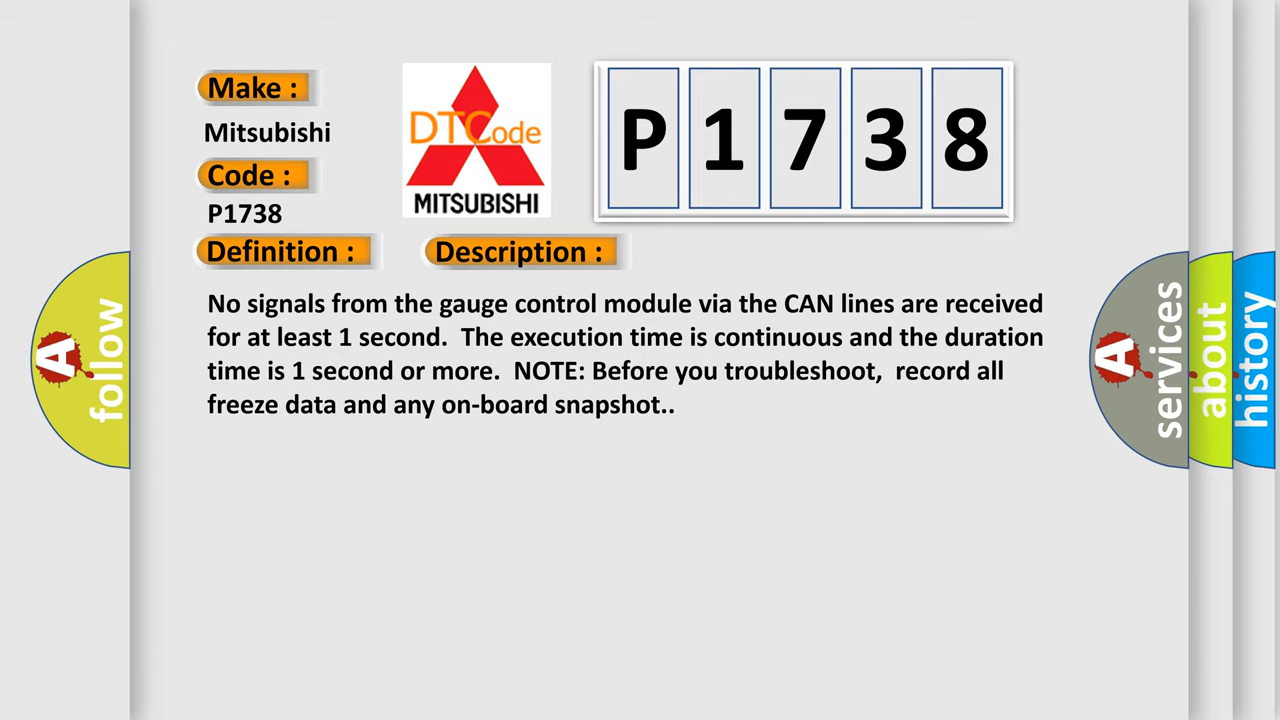 Make :
Mitsubishi
Code :
P1738
DTCode
MITSUBISHI
P 1 7 3 8
Definition :
Description :
No signals from the gauge control module via the CAN lines are received
for at least 1 second  The execution time is continuous and the duration
time is 1 second or more  NOTE: Before you troubleshoot,  record all
freeze data and any on-board snapshot..
A
follow
A
services
about
history